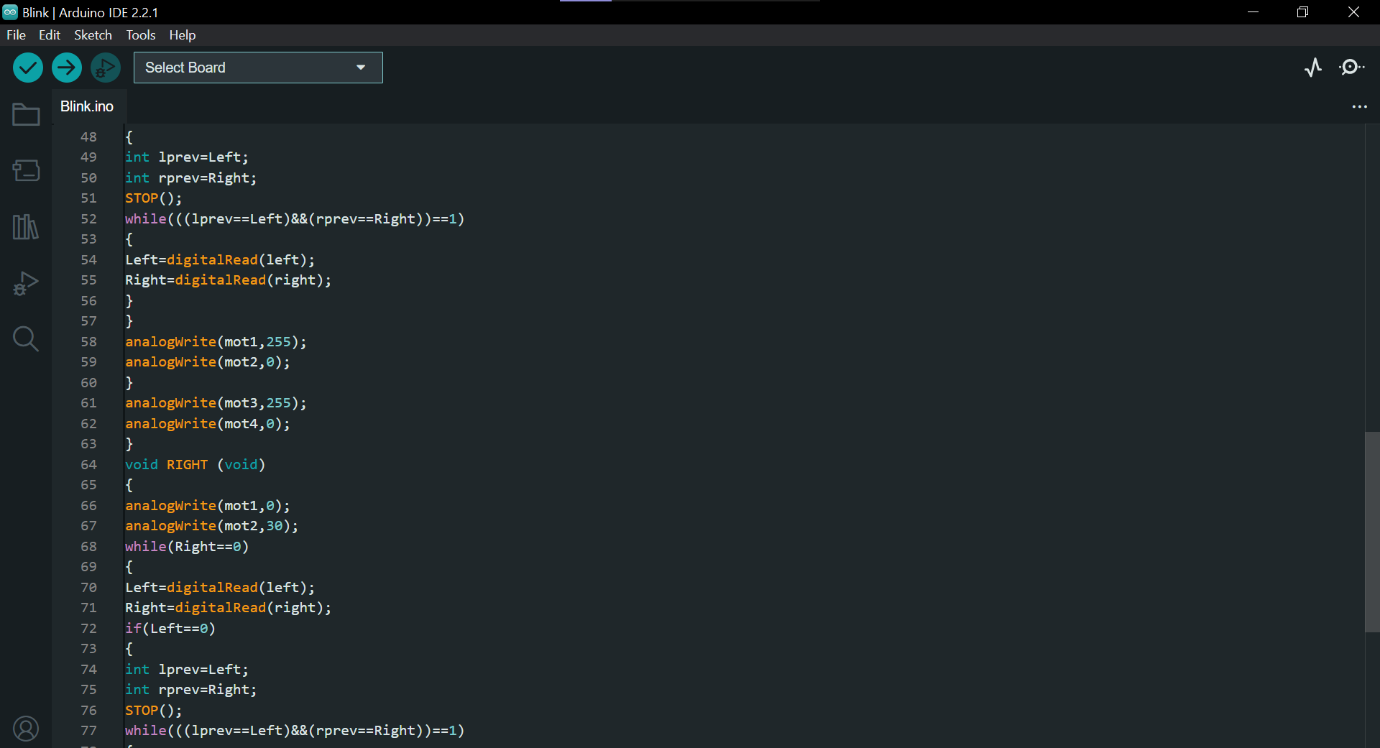 Blink | Arduino IDE 2.2.1
File Edit Sketch Tools Help
Select Board
Blink.ino
48 {
49 int lprev=Left;
50 int rprev=Right;
51 STOP();
52 while(((lprev==Left)&&(rprev==Right))==1)
53 {
54 Left=digitalRead(left);
55 Right=digitalRead(right);
56 }
57 }
58 analogWrite(mot1,255);
59 analogWrite(mot2,0);
60 }
61 analogWrite(mot3,255);
62 analogWrite(mot4,0);
63 }
64 void RIGHT (void)
65 {
66 analogWrite(mot1,0);
67 analogWrite(mot2,30);
68 while(Right==0)
69 {
70 Left=digitalRead(left);
71 Right=digitalRead(right);
72 if(Left==0)
73 {
74 int lprev=Left;
75 int rprev=Right;
76 STOP();
77 while(((lprev==Left)&&(rprev==Right))==1)